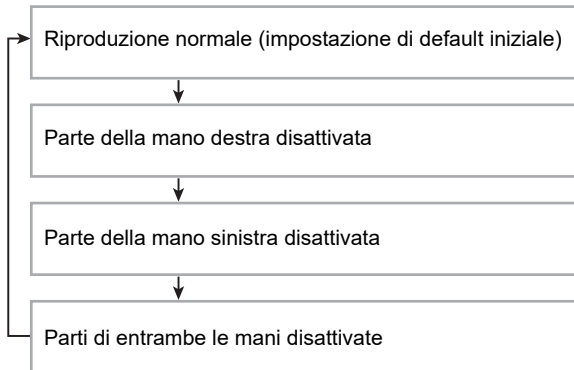 Riproduzione normale (impostazione di default iniziale)
Parte della mano destra disattivata
Parte della mano sinistra disattivata
Parti di entrambe le mani disattivate